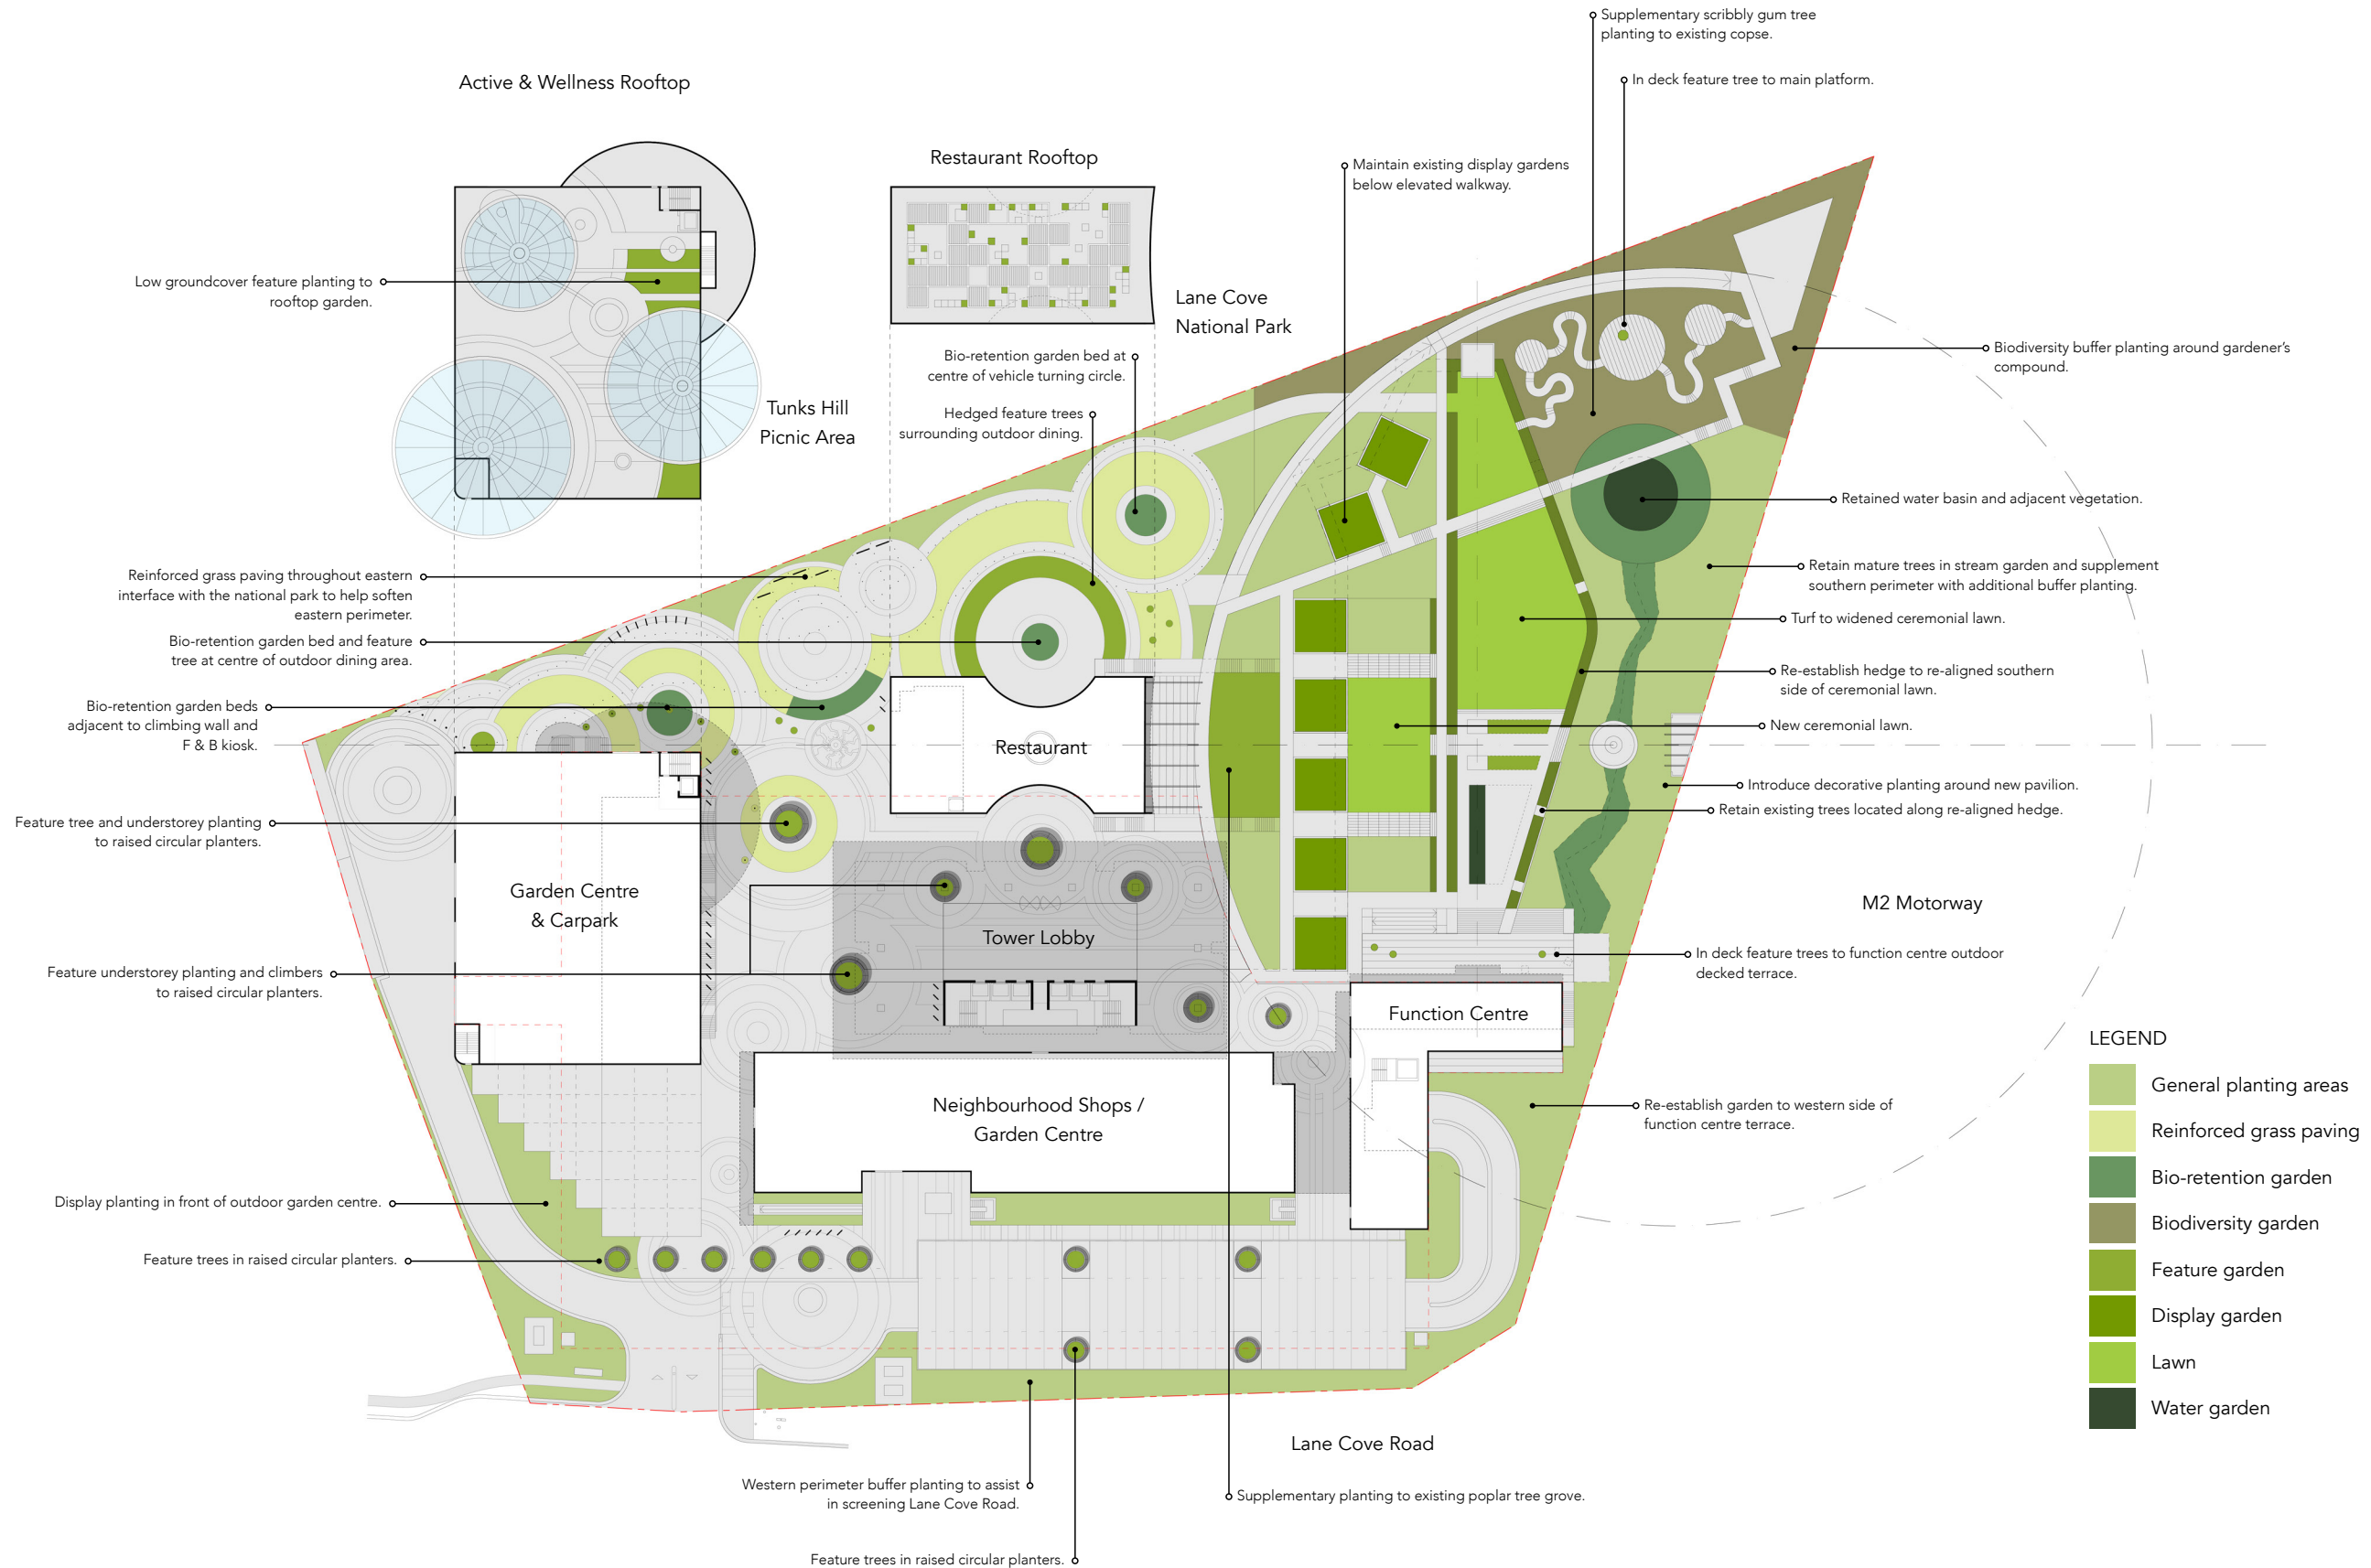 Supplementary scribbly gum tree
planting to existing copse.
Active & Wellness Rooftop
In deck feature tree to main platform.
Restaurant Rooftop
Maintain existing display gardens
below elevated walkway.
Low groundcover feature planting to
rooftop garden.
Lane Cove
National Park
Bio-retention garden bed at
centre of vehicle turning circle.
Biodiversity buffer planting around gardener’s
compound.
Tunks Hill
Picnic Area
Hedged feature trees
surrounding outdoor dining.
Retained water basin and adjacent vegetation.
Reinforced grass paving throughout eastern
interface with the national park to help soften
eastern perimeter.
Retain mature trees in stream garden and supplement
southern perimeter with additional buffer planting.
Turf to widened ceremonial lawn.
Bio-retention garden bed and feature
tree at centre of outdoor dining area.
Re-establish hedge to re-aligned southern
side of ceremonial lawn.
Bio-retention garden beds
adjacent to climbing wall and
F & B kiosk.
New ceremonial lawn.
Restaurant
Introduce decorative planting around new pavilion.
Retain existing trees located along re-aligned hedge.
Feature tree and understorey planting
to raised circular planters.
Garden Centre
& Carpark
M2 Motorway
Tower Lobby
In deck feature trees to function centre outdoor
decked terrace.
Feature understorey planting and climbers
to raised circular planters.
Function Centre
Neighbourhood Shops /
Garden Centre
Re-establish garden to western side of
function centre terrace.
Display planting in front of outdoor garden centre.
Feature trees in raised circular planters.
LEGEND
General planting areas
Reinforced grass paving
Bio-retention garden
Biodiversity garden
Feature garden
Display garden
Lawn
Water garden
Lane Cove Road
Western perimeter buffer planting to assist
in screening Lane Cove Road.
Supplementary planting to existing poplar tree grove.
Feature trees in raised circular planters.